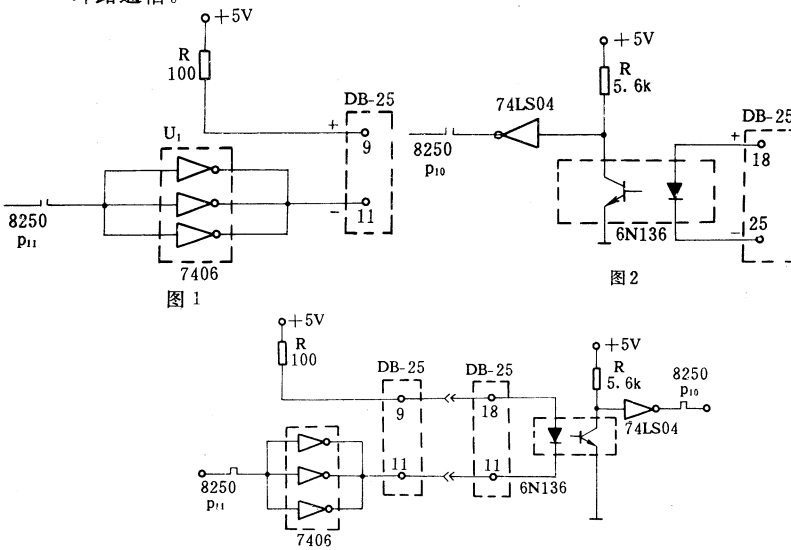 +5V
R
100
DB-25
+
9
U₁
8250
p₁₁
−
11
7406
图 1
+5V
R
5.6k
74LS04
8250
p₁₀
DB-25
+
18
25
−
6N136
图2
+5V
R
100
DB-25
DB-25
9
18
+5V
R
5.6k
8250
p₁₀
74LS04
8250
p₁₁
11
11
6N136
7406